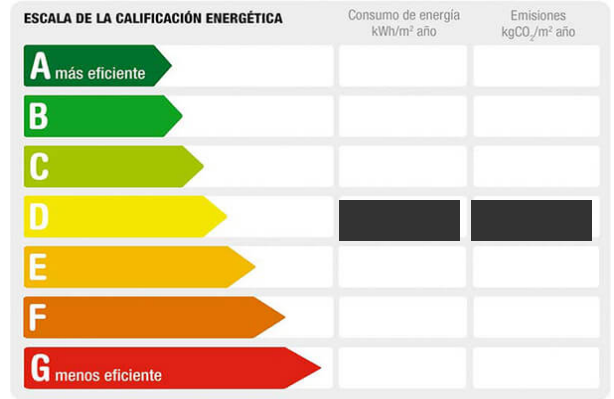 ESCALA DE LA CALIFICACIÓN ENERGÉTICA
Consumo de energía
kWh/m² año
Emisiones
kgCO₂/m² año
A más eficiente
B
C
D
E
F
G menos eficiente